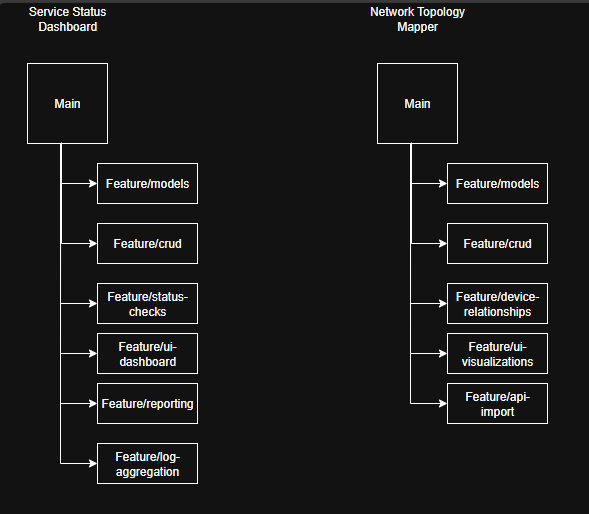 Service Status
Dashboard
Main
Feature/models
Feature/crud
Feature/status-
checks
Feature/ui-
dashboard
Feature/reporting
Feature/log-
aggregation
Network Topology
Mapper
Main
Feature/models
Feature/crud
Feature/device-
relationships
Feature/ui-
visualizations
Feature/api-
import